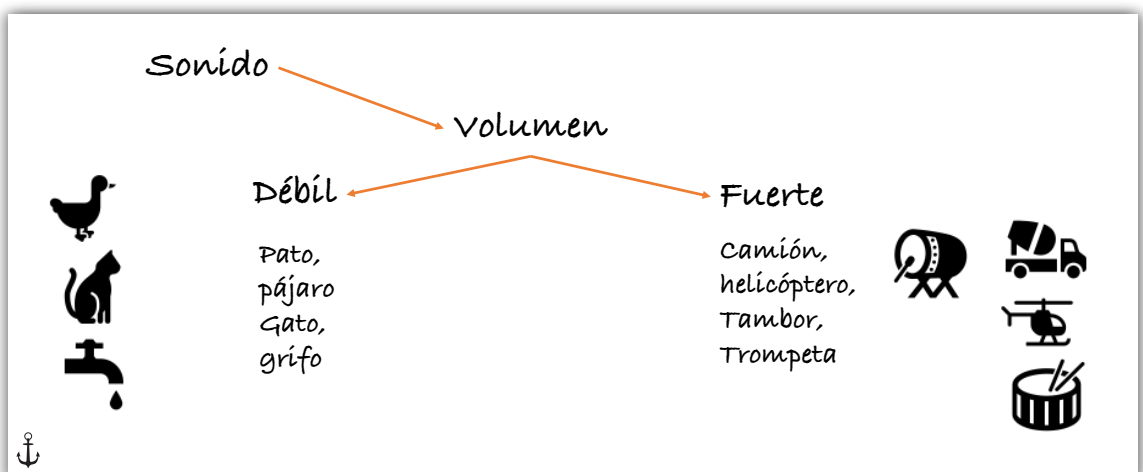 Sonido
Volumen
Débil
Pato,
pájaro
Gato,
grifo
Fuerte
Camión,
helicóptero,
Tambor,
Trompeta